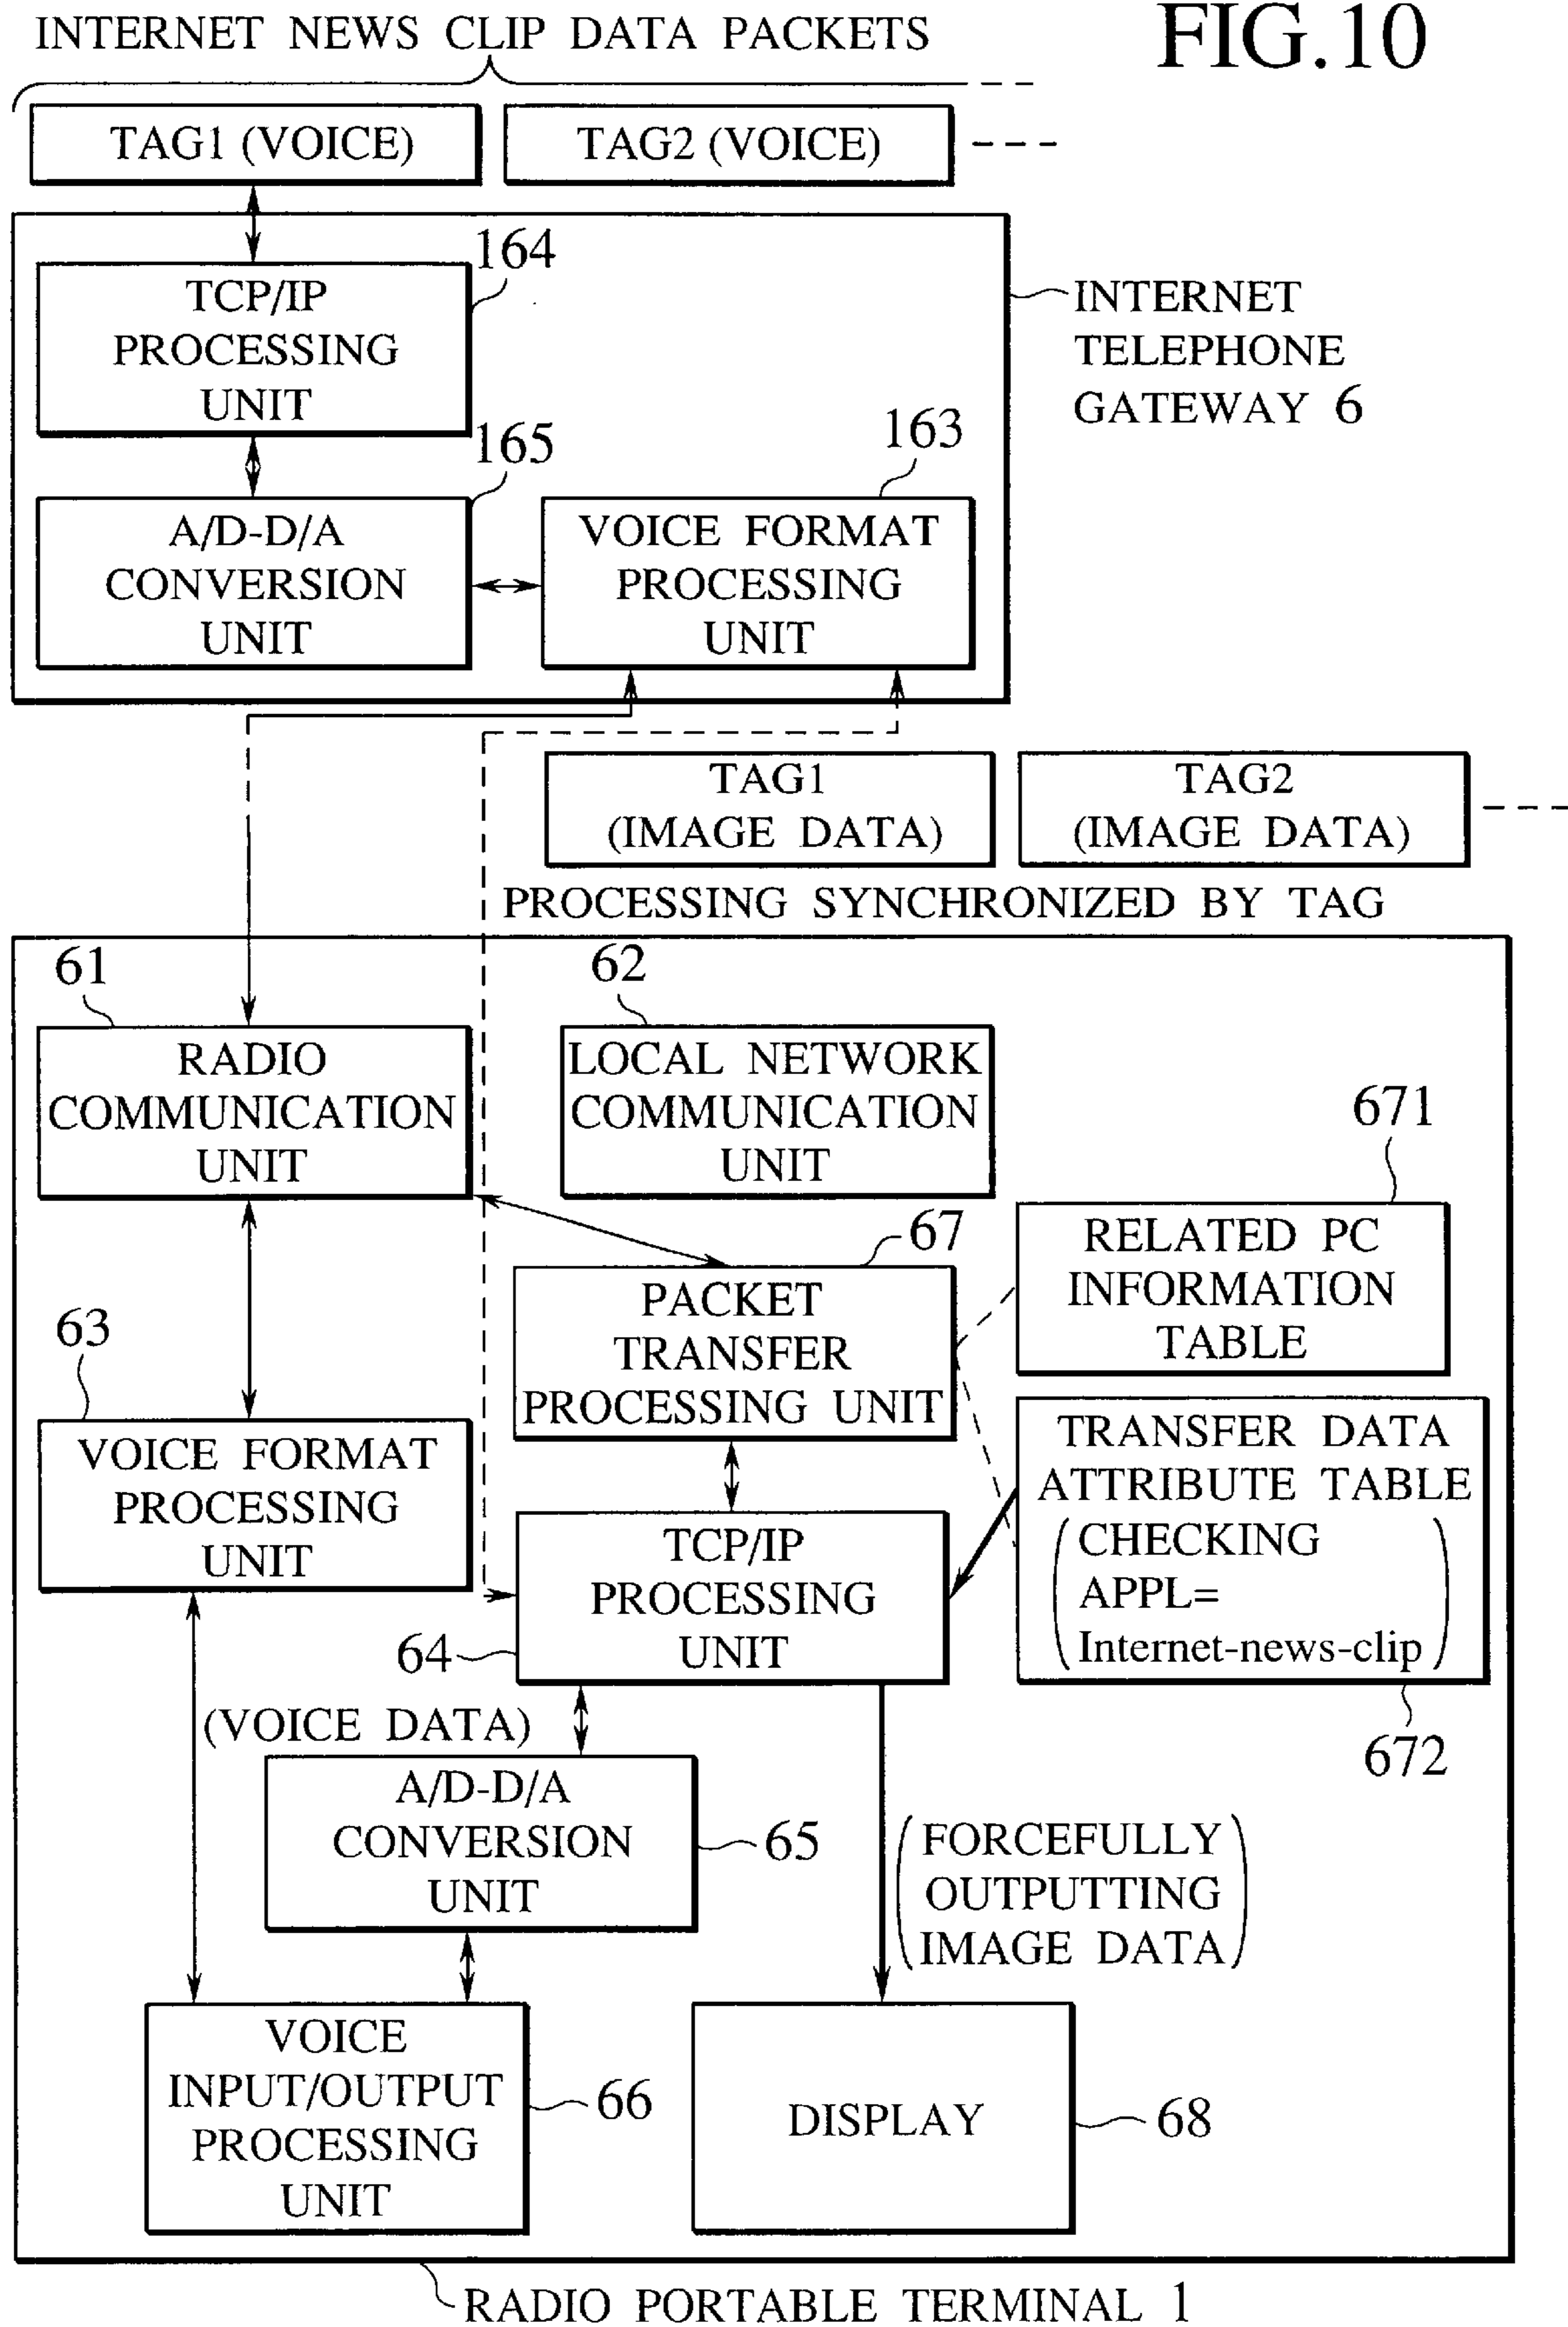 FIG.10
INTERNET NEWS CLIP DATA PACKETS
TAG1 (VOICE)
TAG2 (VOICE)
164
TCP/IP
PROCESSING
UNIT
INTERNET
TELEPHONE
GATEWAY 6
165
A/D-D/A
CONVERSION
UNIT
163
VOICE FORMAT
PROCESSING
UNIT
TAG1
(IMAGE DATA)
TAG2
(IMAGE DATA)
PROCESSING SYNCHRONIZED BY TAG
61
RADIO
COMMUNICATION
UNIT
62
LOCAL NETWORK
COMMUNICATION
UNIT
671
RELATED PC
INFORMATION
TABLE
67
PACKET
TRANSFER
PROCESSING UNIT
63
VOICE FORMAT
PROCESSING
UNIT
TRANSFER DATA
ATTRIBUTE TABLE
(CHECKING
APPL=
Internet-news-clip)
672
TCP/IP
PROCESSING
UNIT
64
(VOICE DATA)
A/D-D/A
CONVERSION
UNIT
65
(FORCEFULLY
OUTPUTTING
IMAGE DATA)
VOICE
INPUT/OUTPUT
PROCESSING
UNIT
66
DISPLAY
68
RADIO PORTABLE TERMINAL 1